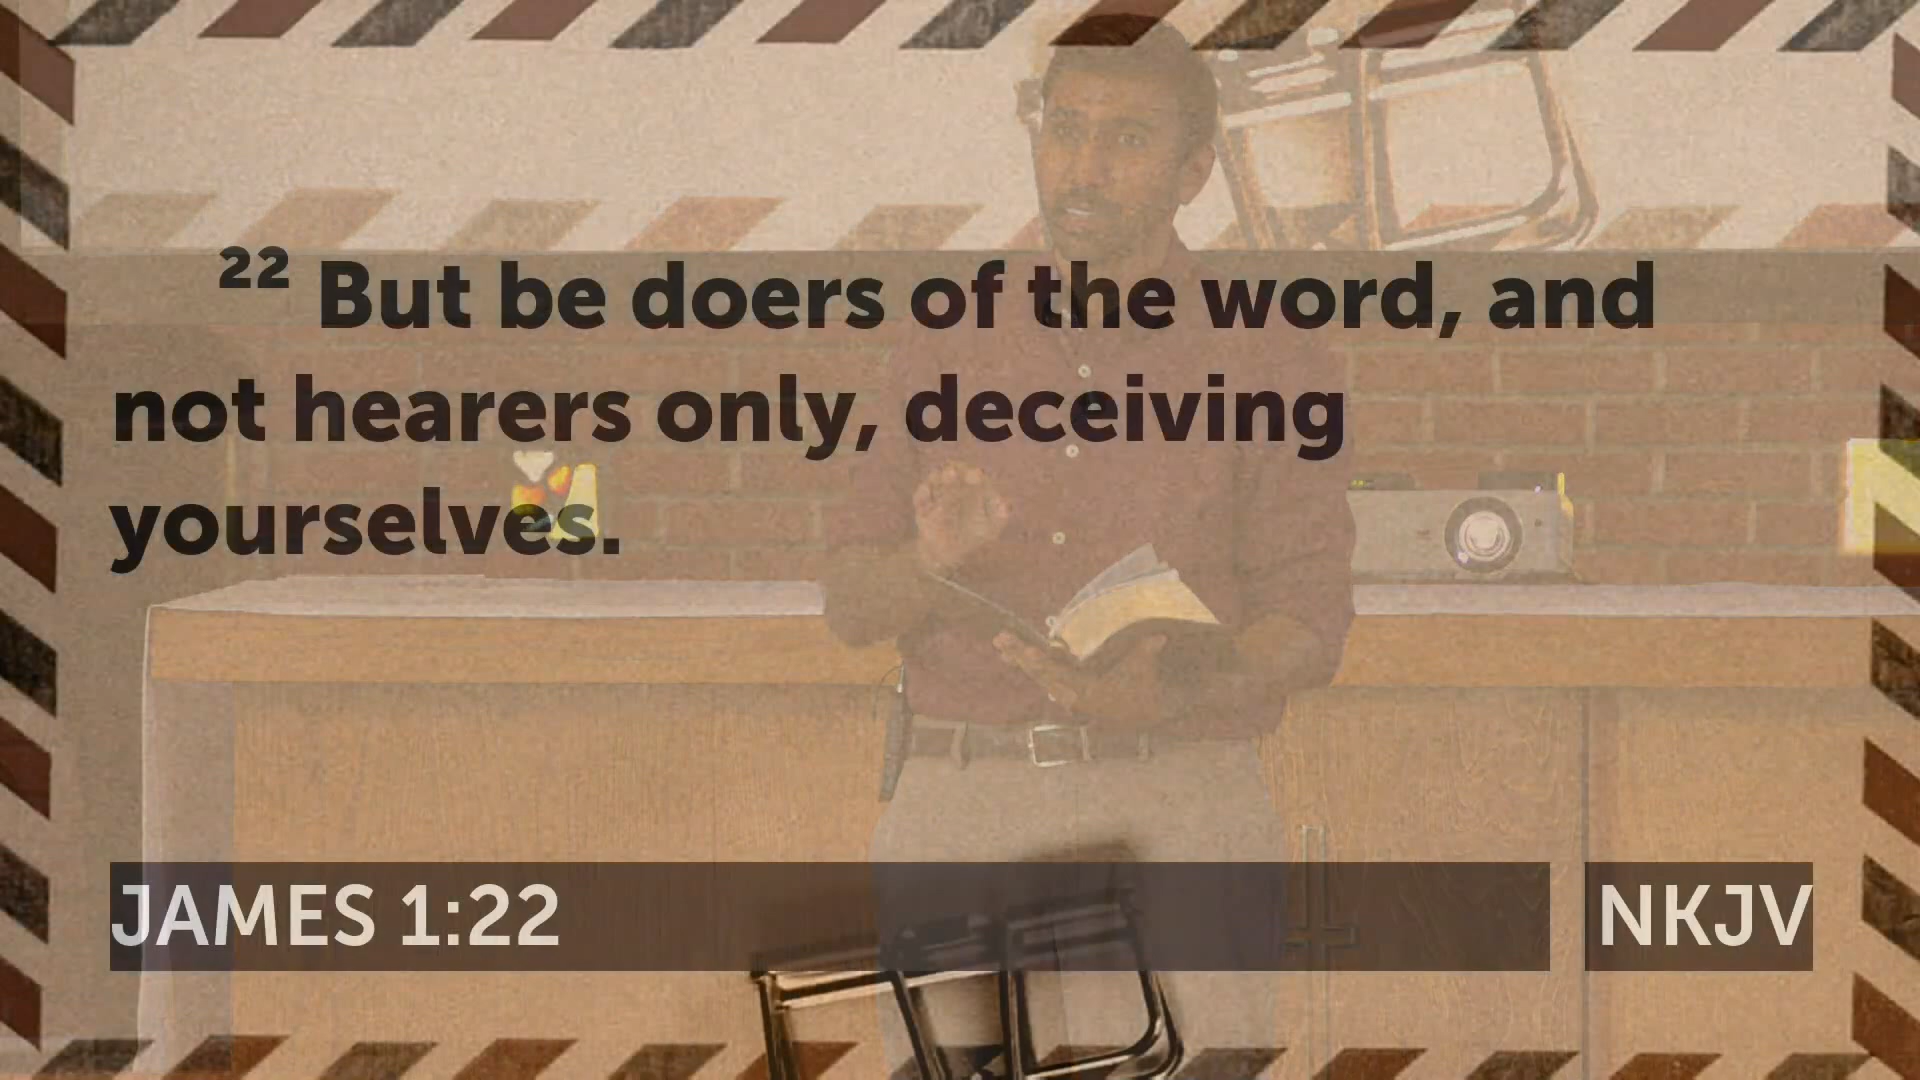 ²² But be doers of the word, and
not hearers only, deceiving
yourselves.
JAMES 1:22
NKJV